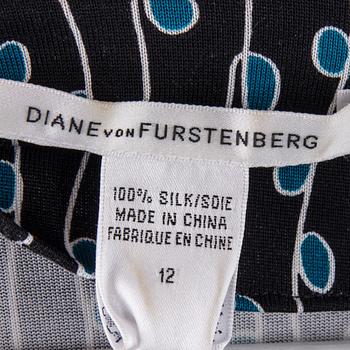 DIANE VON FURSTENBERG
100% SILK/SOIE
MADE IN CHINA
FABRIQUE EN CHINE
12